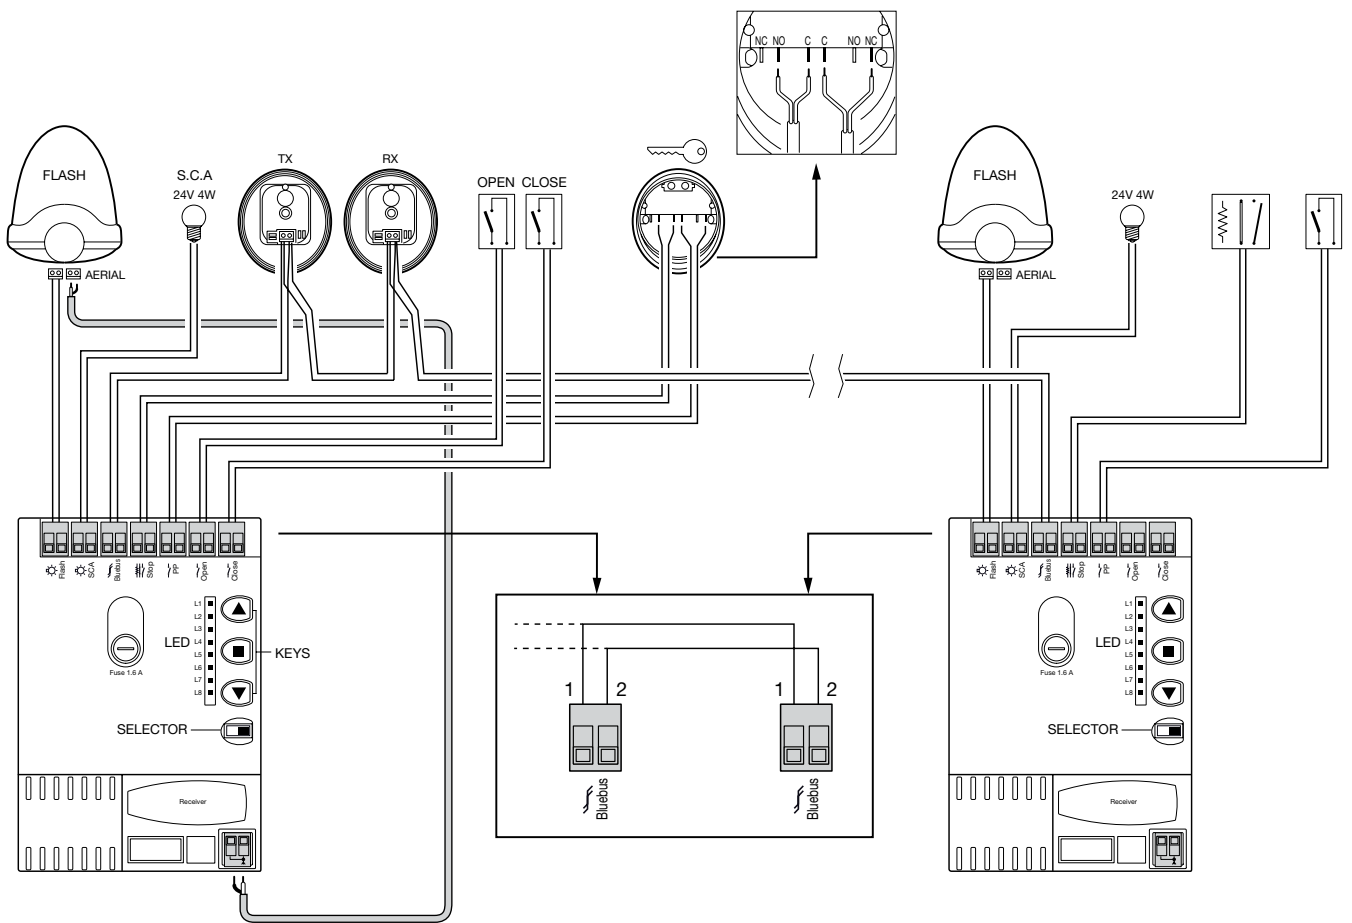 NC NO C C NO NC
FLASH
S.C.A
24V 4W
TX
RX
OPEN CLOSE
FLASH
24V 4W
AERIAL
AERIAL
Flash
SCA
Bluebus
Stop
PP
Open
Close
Flash
SCA
Bluebus
Stop
PP
Open
Close
L1
L2
L3
L4
L5
L6
L7
L8
LED
KEYS
Fuse 1.6 A
SELECTOR
Receiver
1 2
1 2
Bluebus
Bluebus
L1
L2
L3
L4
L5
L6
L7
L8
LED
Fuse 1.6 A
SELECTOR
Receiver